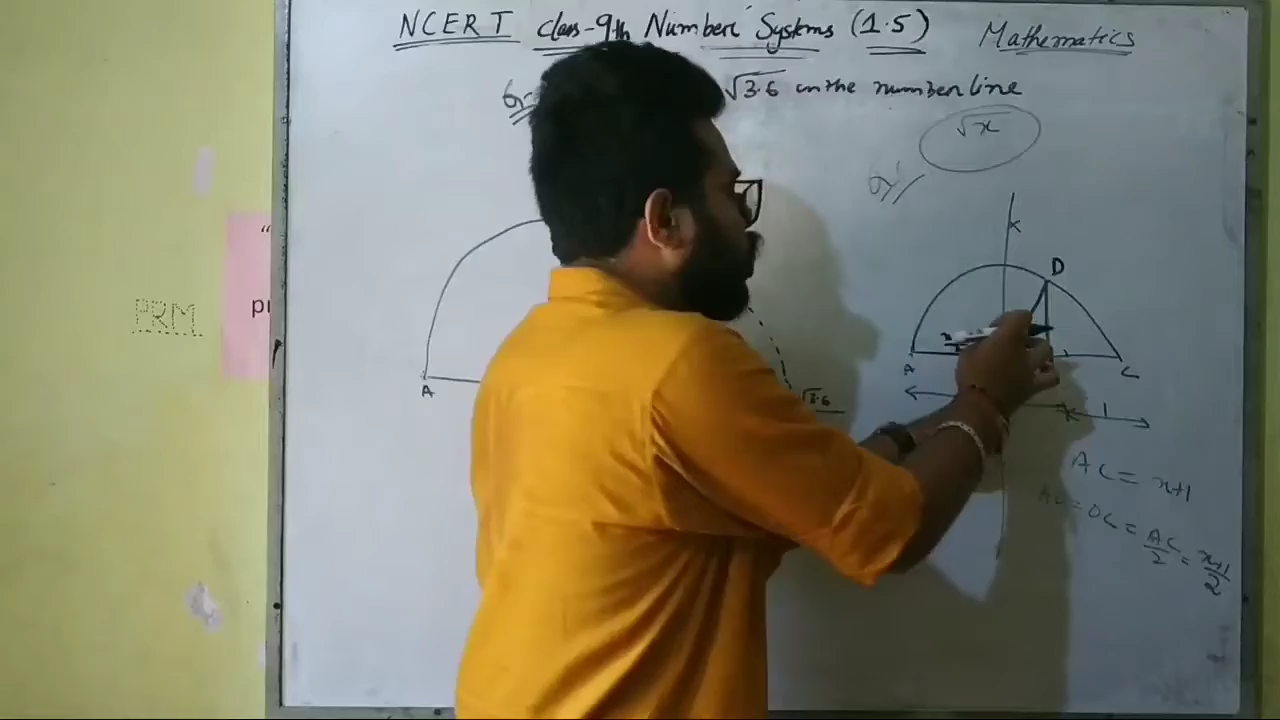 NCERT Class-9th Number Systems (1.5) Mathematics
√3.6 on the number line
√x
PRM
K
D
A
C
A
√3.6
1
AC = x+1
= OC = AC/2 = x+1/2